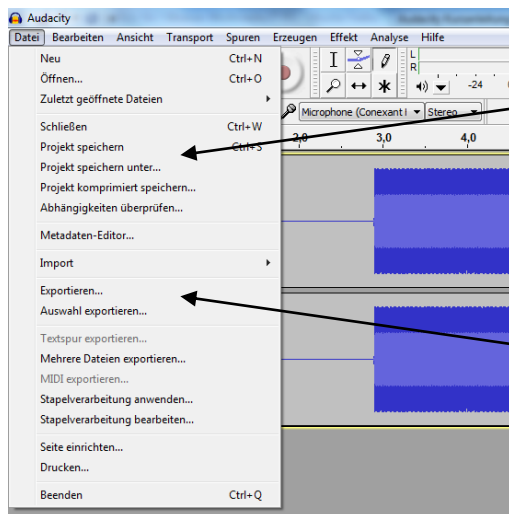 Audacity
Datei Bearbeiten Ansicht Transport Spuren Erzeugen Effekt Analyse Hilfe
Neu Ctrl+N
Öffnen... Ctrl+O
Zuletzt geöffnete Dateien
Schließen Ctrl+W
Projekt speichern Ctrl+S
Projekt speichern unter...
Projekt komprimiert speichern...
Abhängigkeiten überprüfen...
Metadaten-Editor...
Import
Exportieren...
Auswahl exportieren...
Textspur exportieren...
Mehrere Dateien exportieren...
MIDI exportieren...
Stapelverarbeitung anwenden...
Stapelverarbeitung bearbeiten...
Seite einrichten...
Drucken...
Beenden Ctrl+Q
L
R
-24
Microphone (Conexant I Stereo
2,0 3,0 4,0